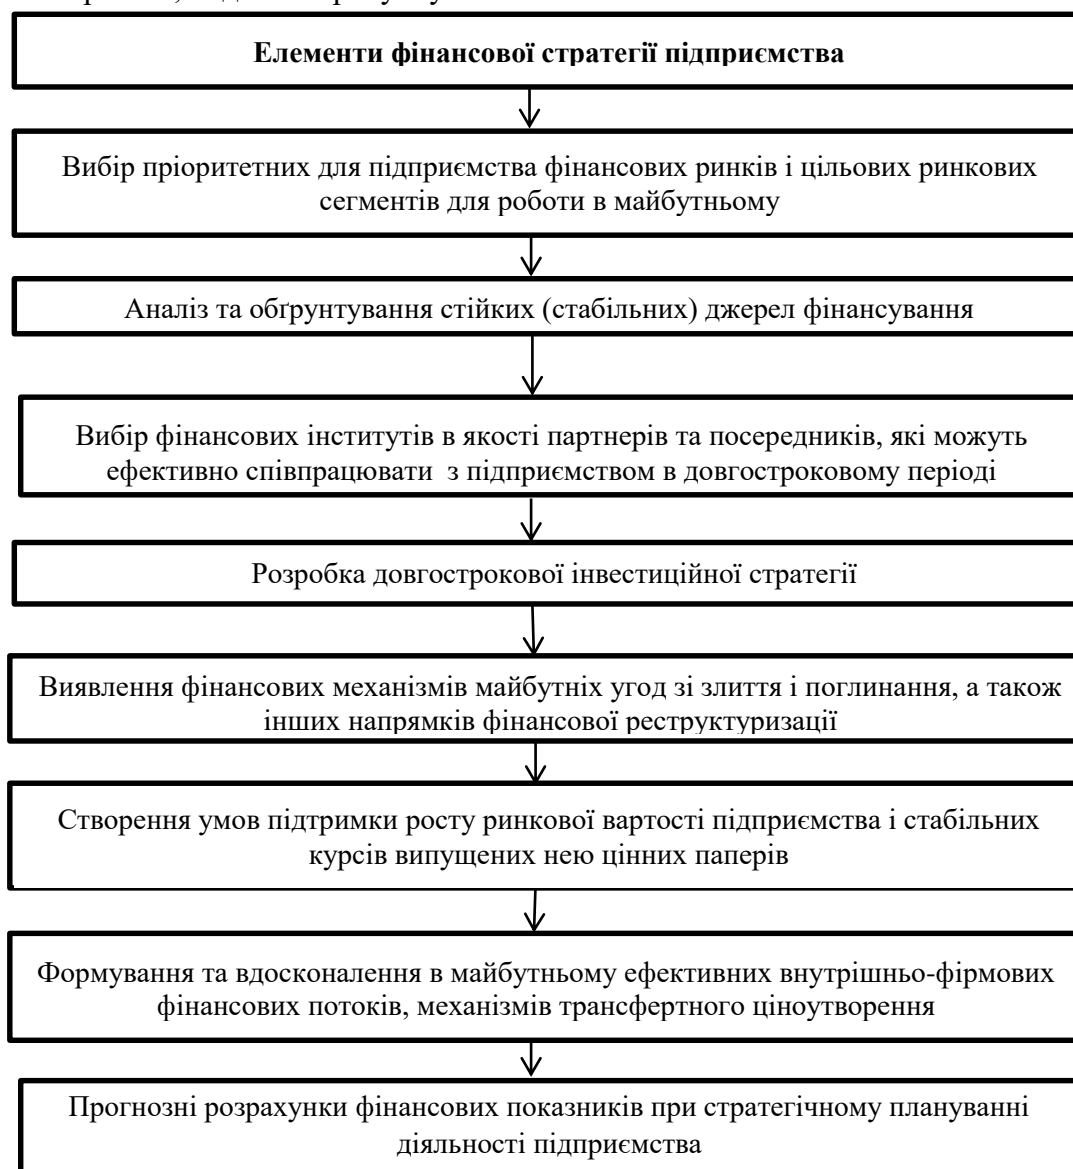 Елементи фінансової стратегії підприємства
Вибір пріоритетних для підприємства фінансових ринків і цільових ринкових
сегментів для роботи в майбутньому
Аналіз та обґрунтування стійких (стабільних) джерел фінансування
Вибір фінансових інститутів в якості партнерів та посередників, які можуть
ефективно співпрацювати з підприємством в довгостроковому періоді
Розробка довгострокової інвестиційної стратегії
Виявлення фінансових механізмів майбутніх угод зі злиття і поглинання, а також
інших напрямків фінансової реструктуризації
Створення умов підтримки росту ринкової вартості підприємства і стабільних
курсів випущених нею цінних паперів
Формування та вдосконалення в майбутньому ефективних внутрішньо-фірмових
фінансових потоків, механізмів трансфертного ціноутворення
Прогнозні розрахунки фінансових показників при стратегічному плануванні
діяльності підприємства